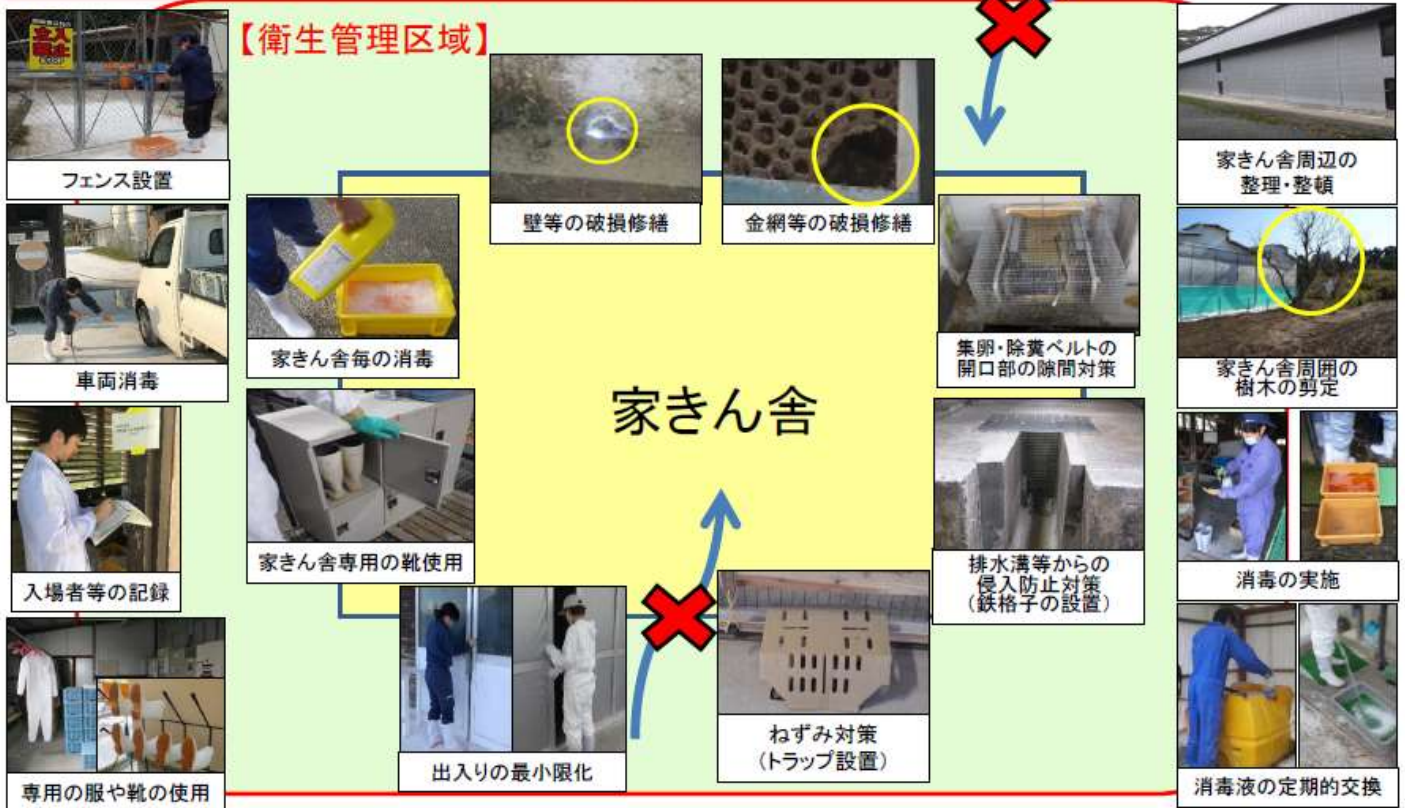 【衛生管理区域】
立入
禁止
フェンス設置
壁等の破損修繕
金網等の破損修繕
家きん舎周辺の
整理・整頓
車両消毒
家きん舎毎の消毒
集卵・除糞ベルトの
開口部の隙間対策
家きん舎周囲の
樹木の剪定
家きん舎
入場者等の記録
家きん舎専用の靴使用
排水溝等からの
侵入防止対策
(鉄格子の設置)
消毒の実施
専用の服や靴の使用
出入りの最小限化
ねずみ対策
(トラップ設置)
消毒液の定期的交換